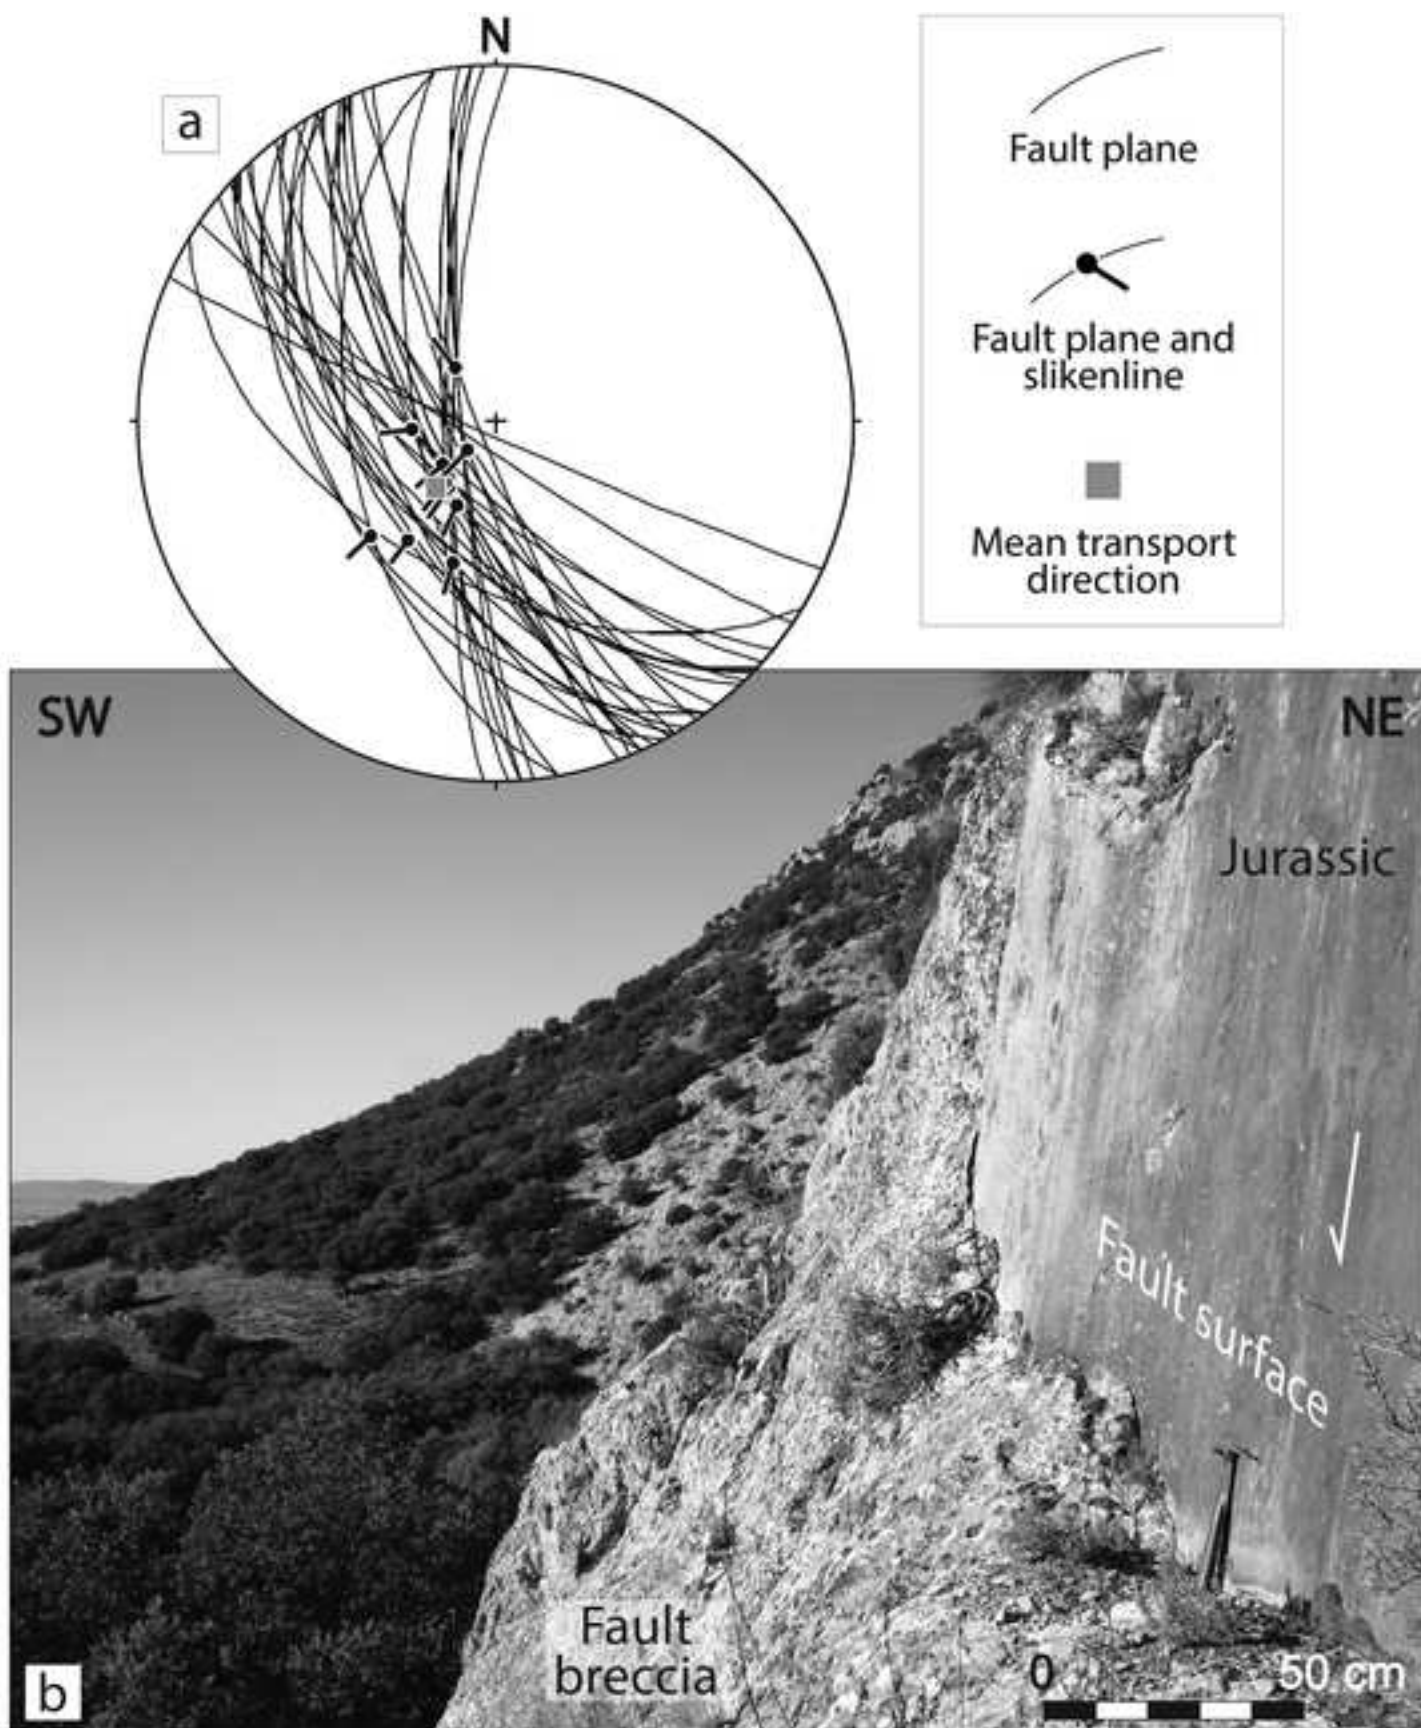 N
a
Fault plane
Fault plane and
slikenline
Mean transport
direction
SW
NE
Jurassic
Fault surface
Fault
breccia
0
50 cm
b